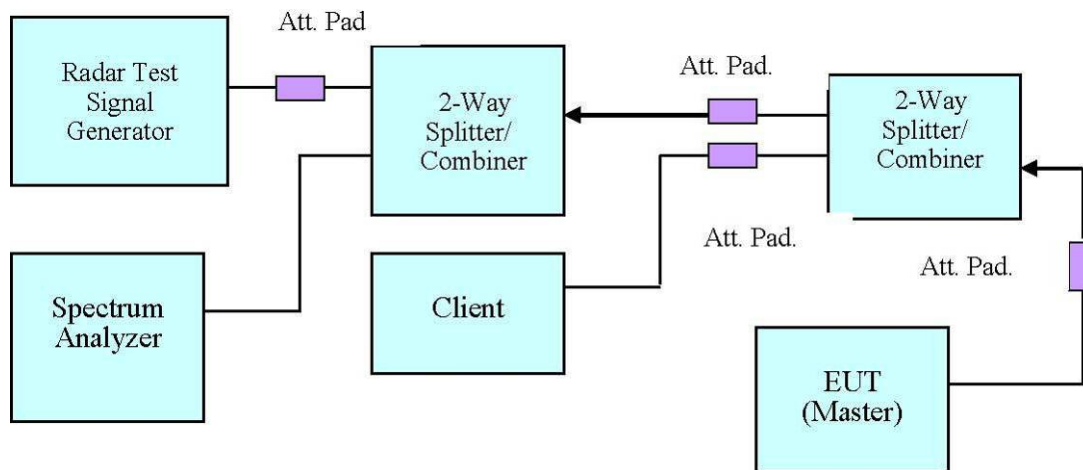 Att. Pad
Radar Test
Signal
Generator
2-Way
Splitter/
Combiner
Att. Pad.
2-Way
Splitter/
Combiner
Att. Pad.
Att. Pad.
Spectrum
Analyzer
Client
EUT
(Master)